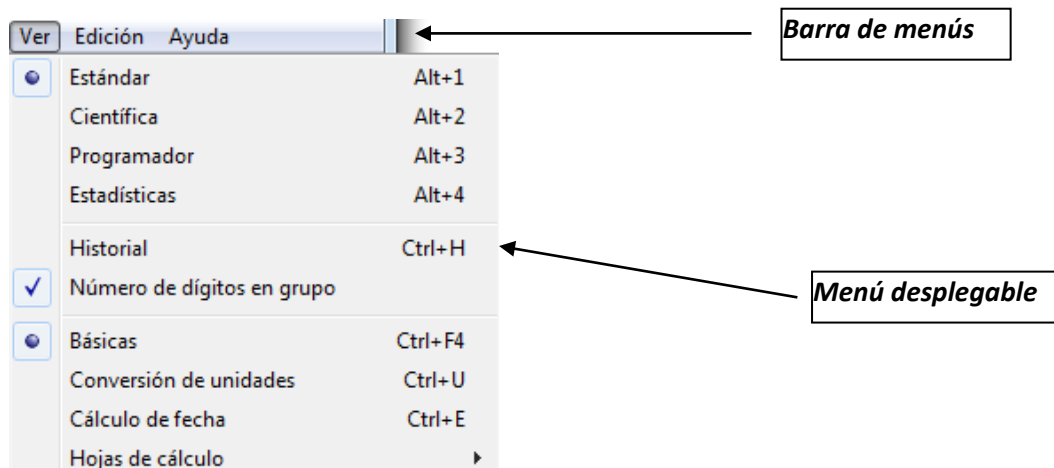 Ver Edición Ayuda
Barra de menús
Estándar Alt+1
Científica Alt+2
Programador Alt+3
Estadísticas Alt+4
Historial Ctrl+H
Número de dígitos en grupo
Menú desplegable
Básicas Ctrl+F4
Conversión de unidades Ctrl+U
Cálculo de fecha Ctrl+E
Hojas de cálculo